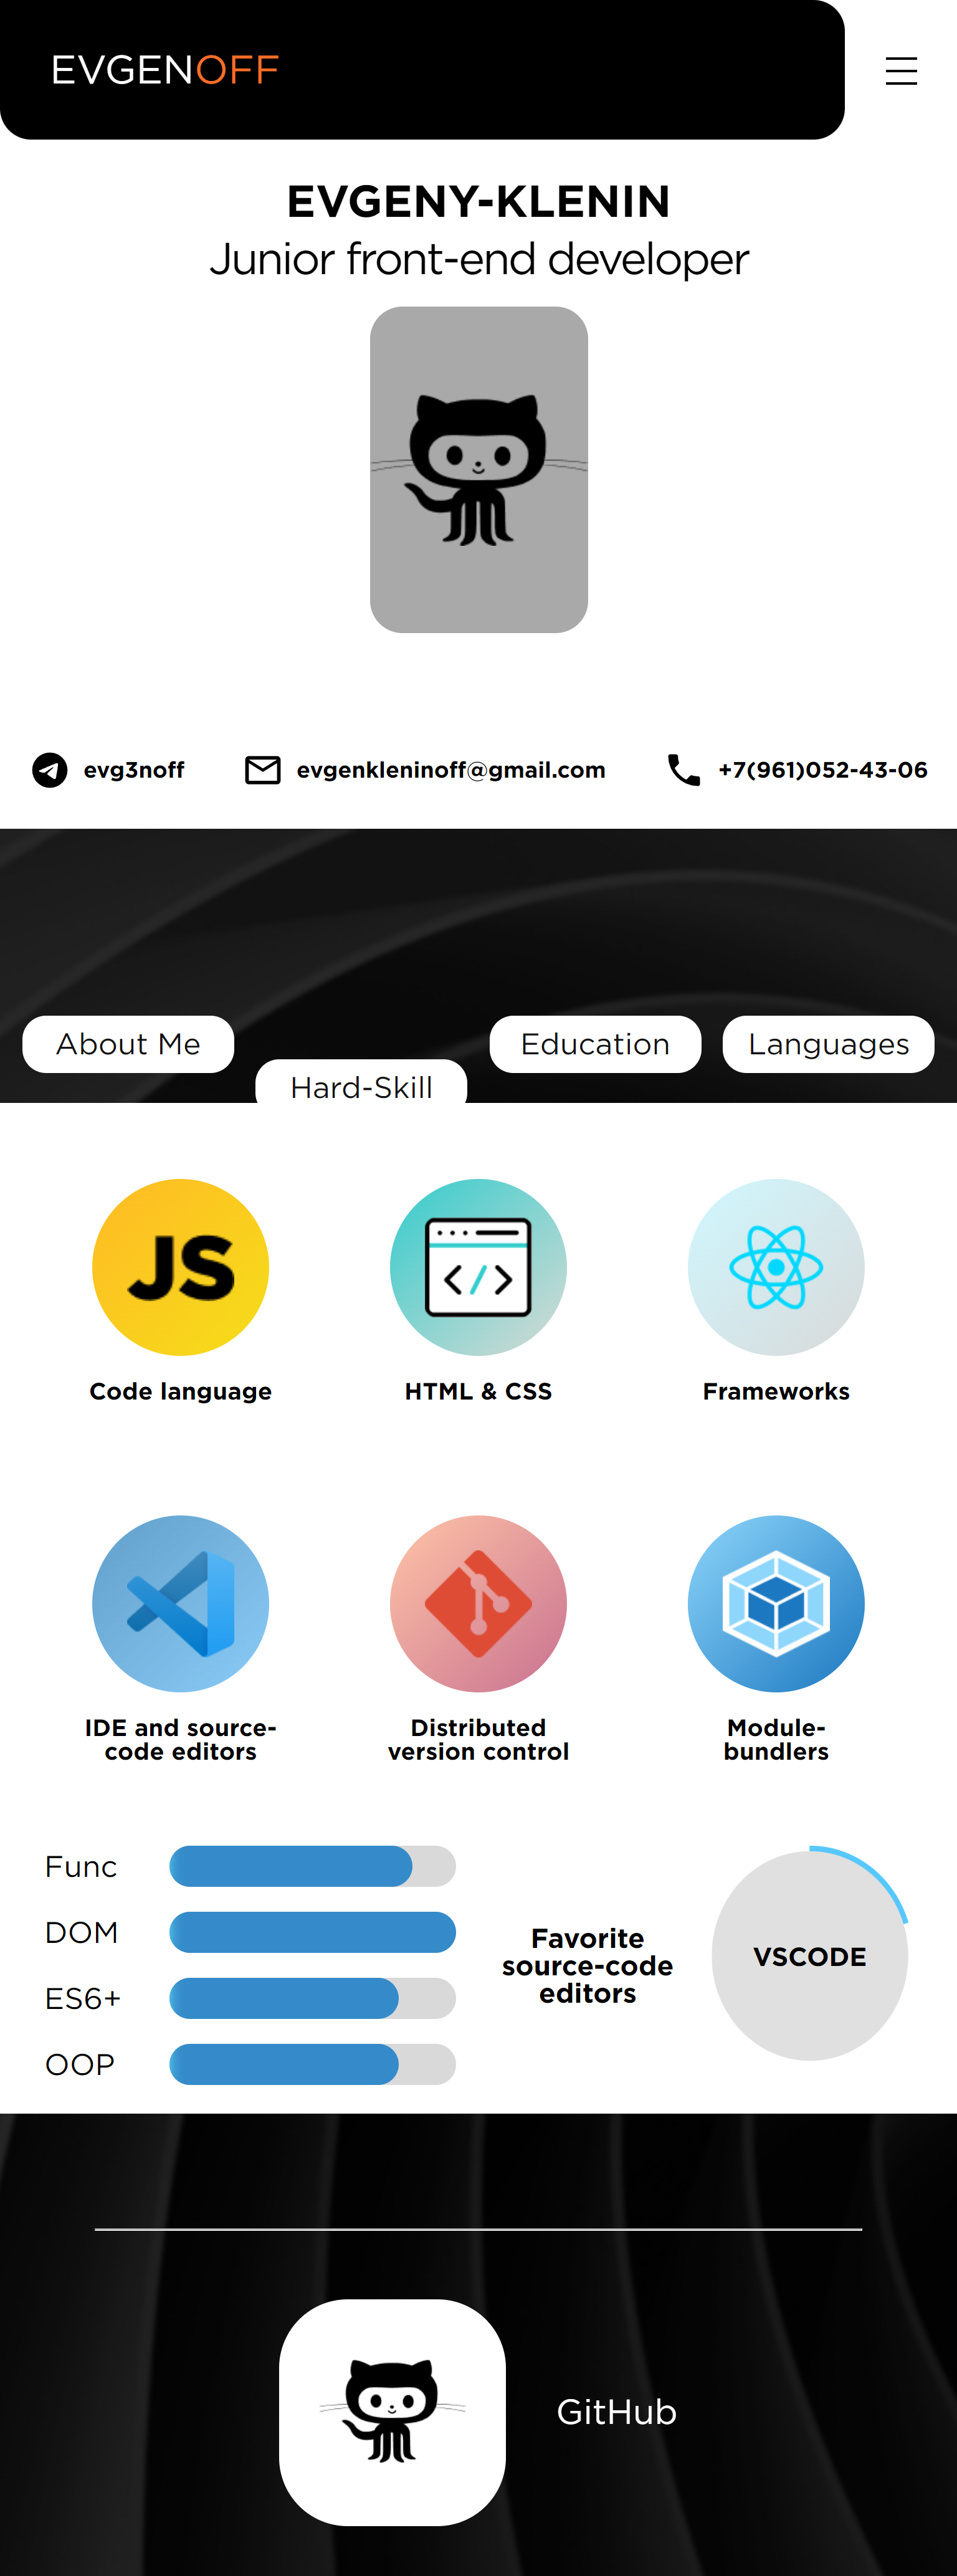 EVGENOFF
EVGENY-KLENIN
Junior front-end developer
evg3noff
evgenkleninoff@gmail.com
+7(961)052-43-06
About Me
Hard-Skill
Education
Languages
JS
</>
Code language
HTML & CSS
Frameworks
IDE and source-
code editors
Distributed
version control
Module-
bundlers
Func
DOM
ES6+
OOP
Favorite
source-code
editors
VSCODE
GitHub